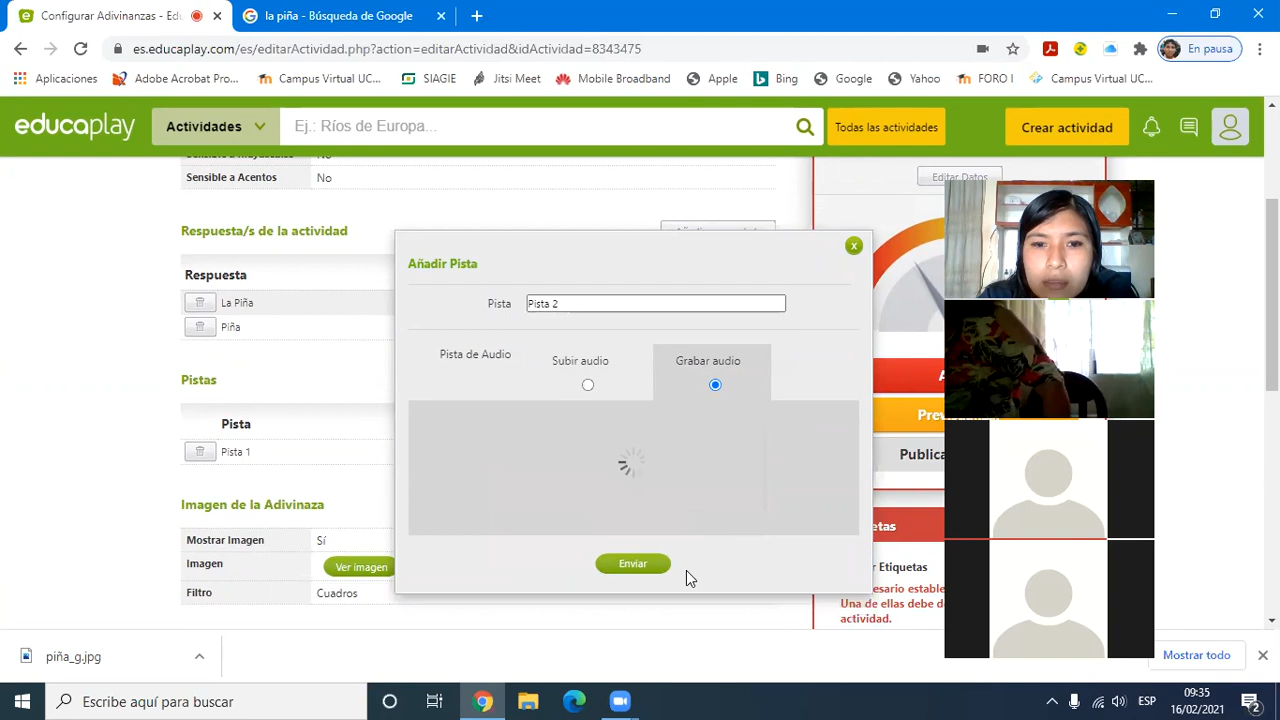 Configurar Adivinanzas - Edu
la piña - Búsqueda de Google
es.educaplay.com/es/editarActividad.php?action=editarActividad&idActividad=8343475
En pausa
Aplicaciones
Adobe Acrobat Pro...
Campus Virtual UC...
SIAGIE
Jitsi Meet
Mobile Broadband
Apple
Bing
Google
Yahoo
FORO I
Campus Virtual UC...
educaplay
Actividades
Ej.: Ríos de Europa...
Todas las actividades
Crear actividad
Sensible a Acentos
No
Editar Datos
Respuesta/s de la actividad
Respuesta
La Piña
Piña
Pistas
Pista
Pista 1
Imagen de la Adivinaza
Mostrar Imagen
Sí
Imagen
Ver imagen
Filtro
Cuadros
Añadir Pista
x
Pista
Pista 2
Pista de Audio
Subir audio
Grabar audio
Enviar
A
Prev
Publica
etas
r Etiquetas
esario estable
Una de ellas debe d
actividad.
piña_g.jpg
Mostrar todo
Escribe aquí para buscar
ESP
09:35
16/02/2021
2